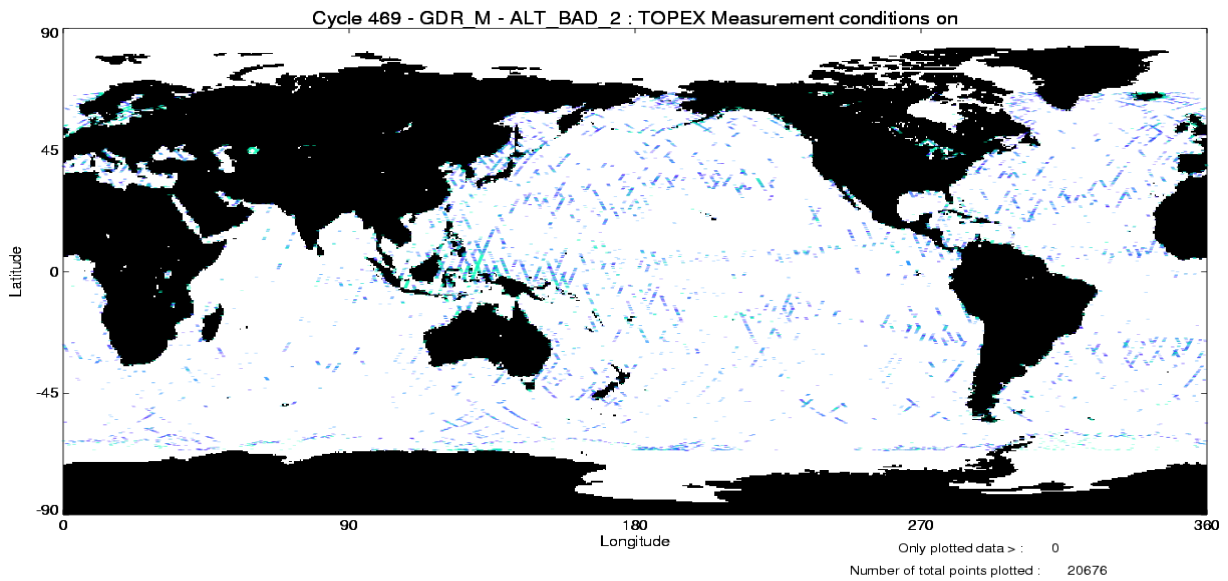 Cycle 469 - GDR_M - ALT_BAD_2 : TOPEX Measurement conditions on
90
45
0
-45
-90
Latitude
0 90 180 270 360
Longitude
Only plotted data > : 0
Number of total points plotted : 20676